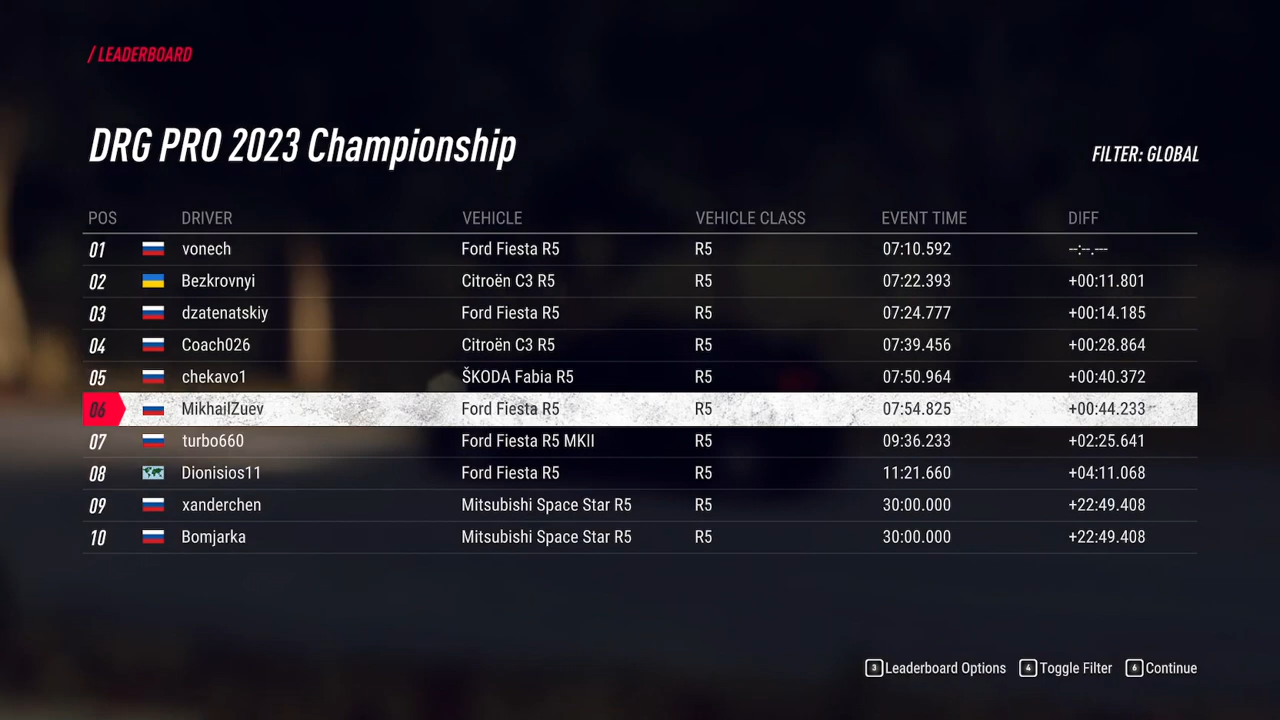 / LEADERBOARD
DRG PRO 2023 Championship
FILTER: GLOBAL
POS DRIVER VEHICLE VEHICLE CLASS EVENT TIME DIFF
01 vonech Ford Fiesta R5 R5 07:10.592 --:--.---
02 Bezkrovnyi Citroën C3 R5 R5 07:22.393 +00:11.801
03 dzatenatskiy Ford Fiesta R5 R5 07:24.777 +00:14.185
04 Coach026 Citroën C3 R5 R5 07:39.456 +00:28.864
05 chekavo1 ŠKODA Fabia R5 R5 07:50.964 +00:40.372
06 MikhailZuev Ford Fiesta R5 R5 07:54.825 +00:44.233
07 turbo660 Ford Fiesta R5 MKII R5 09:36.233 +02:25.641
08 Dionisios11 Ford Fiesta R5 R5 11:21.660 +04:11.068
09 xanderchen Mitsubishi Space Star R5 R5 30:00.000 +22:49.408
10 Bomjarka Mitsubishi Space Star R5 R5 30:00.000 +22:49.408
3 Leaderboard Options 4 Toggle Filter 6 Continue